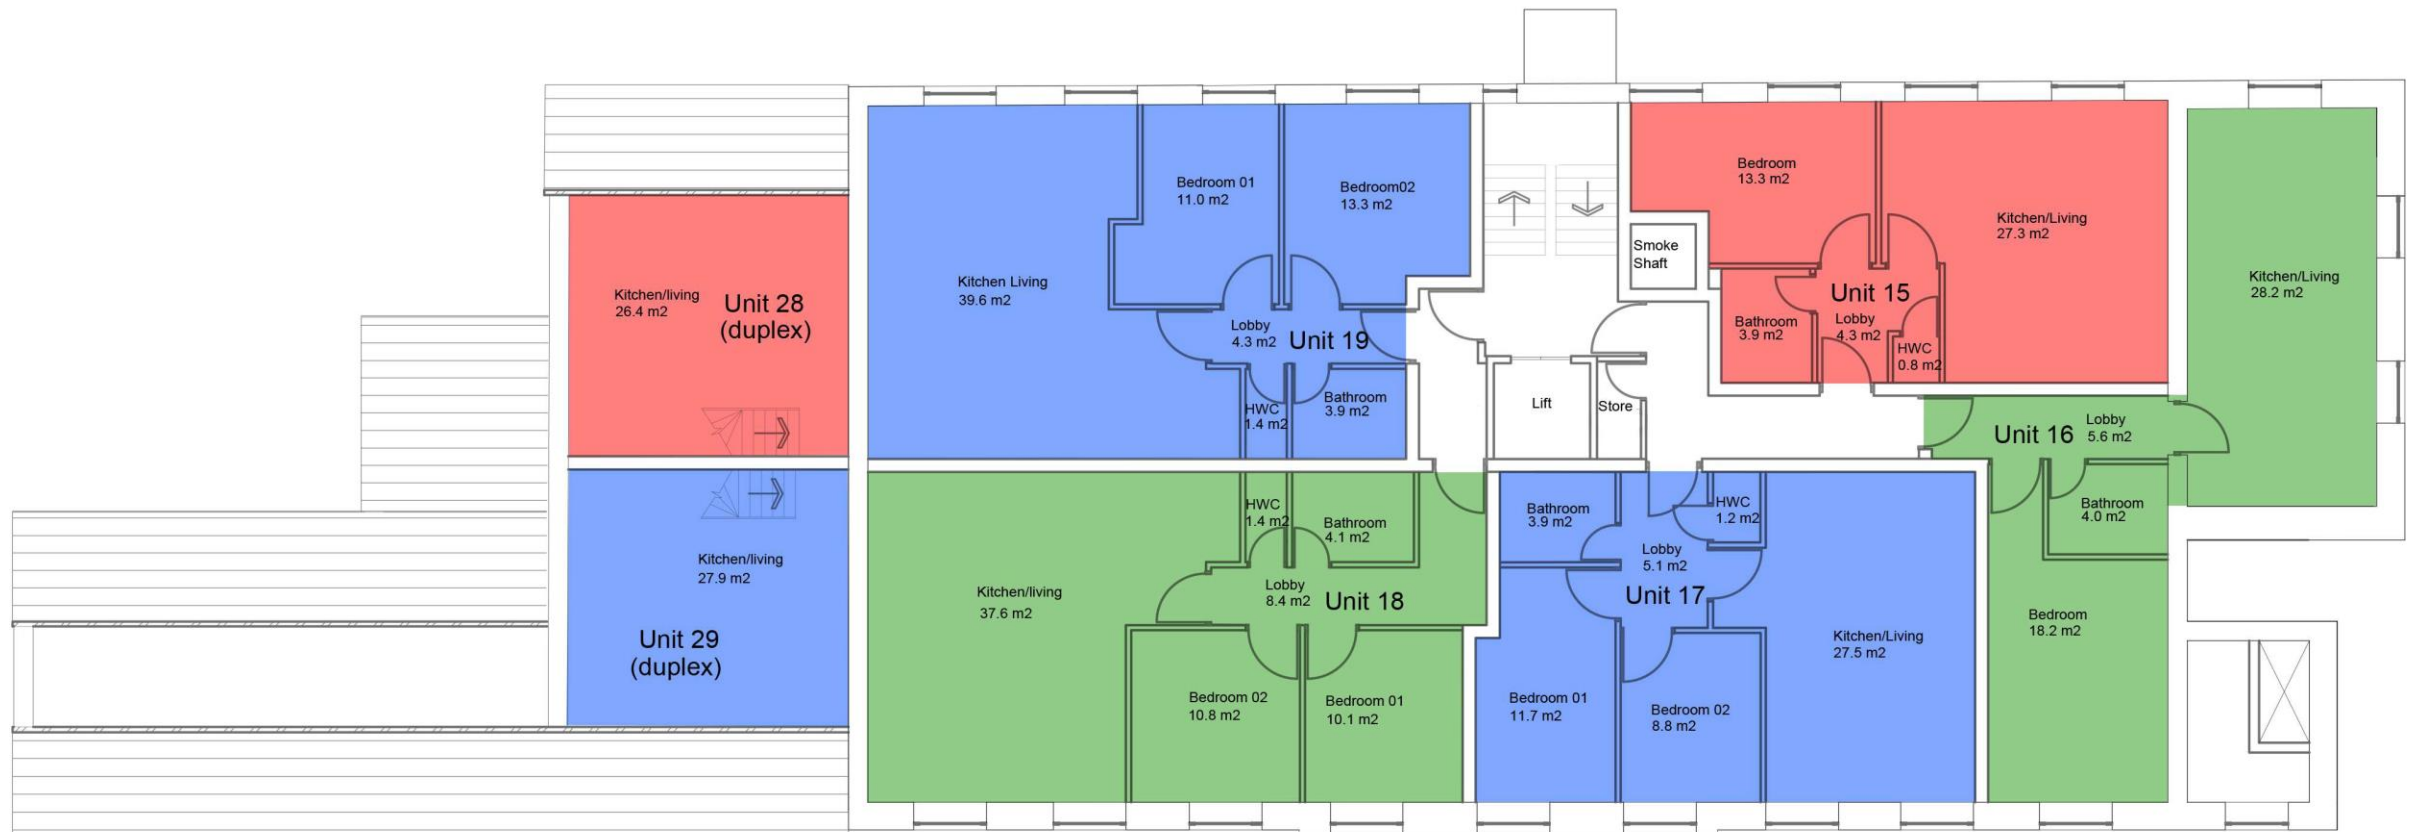 Kitchen/living
26.4 m2
Unit 28
(duplex)
Kitchen/living
27.9 m2
Unit 29
(duplex)
Kitchen Living
39.6 m2
Bedroom 01
11.0 m2
Bedroom02
13.3 m2
Lobby
4.3 m2
Unit 19
HWC
1.4 m2
Bathroom
3.9 m2
Kitchen/living
37.6 m2
HWC
1.4 m2
Bathroom
4.1 m2
Lobby
8.4 m2
Unit 18
Bedroom 02
10.8 m2
Bedroom 01
10.1 m2
Smoke
Shaft
Lift
Store
Bathroom
3.9 m2
HWC
1.2 m2
Lobby
5.1 m2
Unit 17
Bedroom 01
11.7 m2
Bedroom 02
8.8 m2
Kitchen/Living
27.5 m2
Bedroom
13.3 m2
Kitchen/Living
27.3 m2
Unit 15
Bathroom
3.9 m2
Lobby
4.3 m2
HWC
0.8 m2
Kitchen/Living
28.2 m2
Unit 16
Lobby
5.6 m2
Bathroom
4.0 m2
Bedroom
18.2 m2